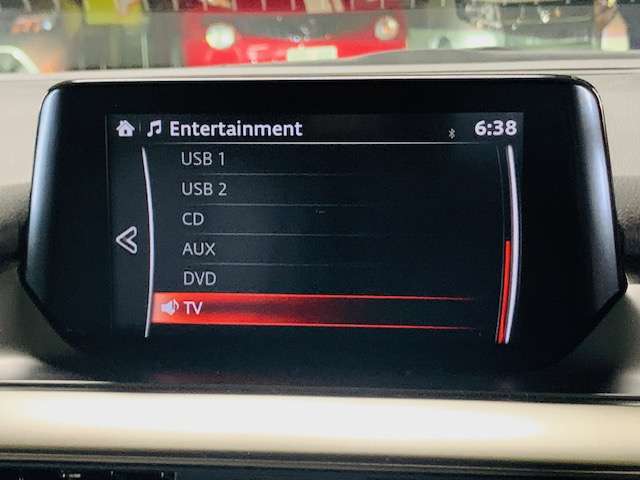 Entertainment 6:38
USB 1
USB 2
CD
AUX
DVD
TV